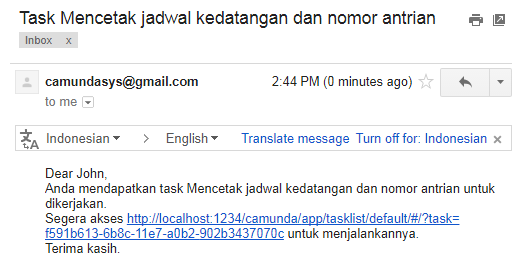 Task Mencetak jadwal kedatangan dan nomor antrian
Inbox x
camundasys@gmail.com 2:44 PM (0 minutes ago)
to me
Indonesian > English Translate message Turn off for: Indonesian x
Dear John,
Anda mendapatkan task Mencetak jadwal kedatangan dan nomor antrian untuk
dikerjakan.
Segera akses http://localhost:1234/camunda/app/tasklist/default/#/?task=
f591b613-6b8c-11e7-a0b2-902b3437070c untuk menjalankannya.
Terima kasih.